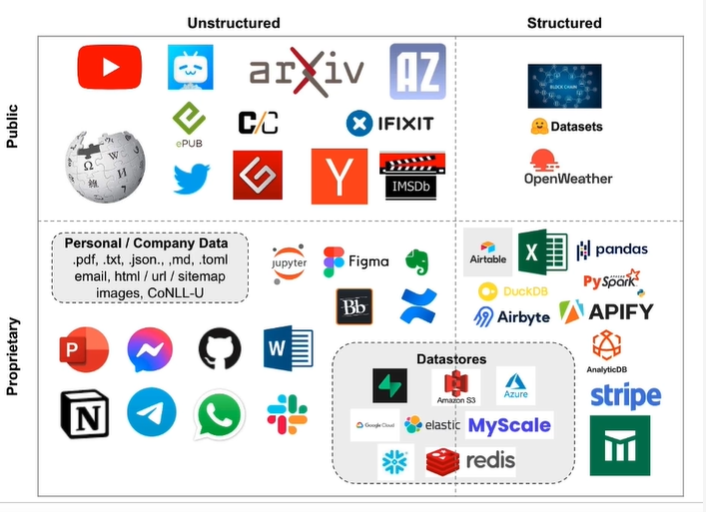 Unstructured
Structured
Public
arXiv
AZ
BLOCK CHAIN
ePUB
C/C
IFIXIT
Datasets
W
Ω
И
維
Y
IMSDb
OpenWeather
Personal / Company Data
.pdf, .txt, .json., ,md, .toml
email, html / url / sitemap
images, CoNLL-U
jupyter
Figma
Airtable
X
pandas
Bb
DuckDB
PySpark
Airbyte
APIFY
Proprietary
P
W
Datastores
AnalyticDB
Amazon S3
Azure
stripe
N
Google Cloud
elastic
MyScale
redis